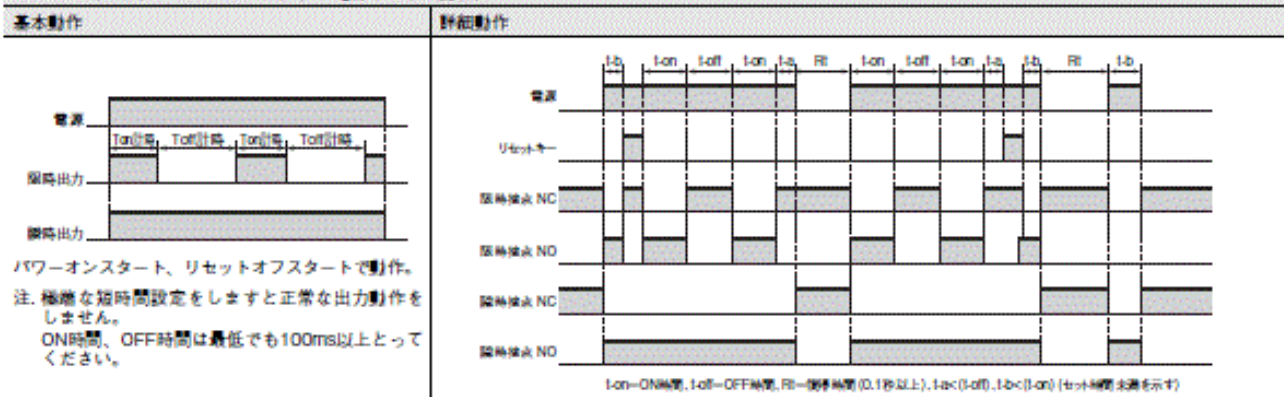 基本動作
詳細動作
電源
Ton計時 Toff計時 Ton計時 Toff計時
限時出力
瞬時出力
パワーオンスタート、リセットオフスタートで動作。
注. 極端な短時間設定をしますと正常な出力動作を
しません。
ON時間、OFF時間は最低でも100ms以上とって
ください。
t-b t-on t-off t-on t-a Rt t-on t-off t-on t-a t-b Rt t-b
電源
リセットキー
限時接点 NC
限時接点 NO
瞬時接点 NC
瞬時接点 NO
t-on=ON時間、t-off=OFF時間、Rt=復帰時間(0.1秒以上)、t-a<(t-off)、t-b<(t-on) (セット時間未満を示す)